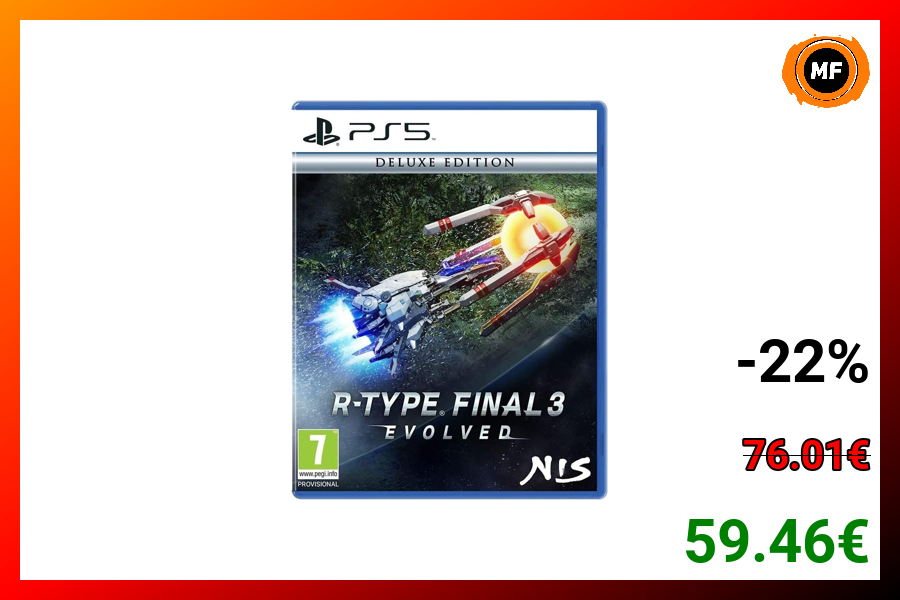 MF
PS5
DELUXE EDITION
-22%
R-TYPE FINAL 3
EVOLVED
76.01€
7
www.pegi.info
PROVISIONAL
NIS
59.46€